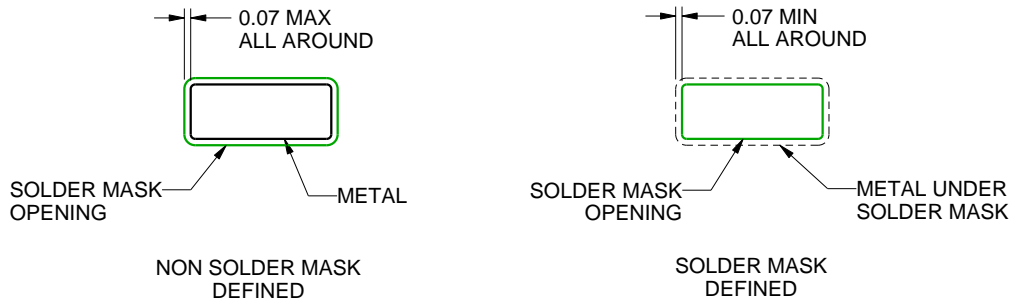 0.07 MAX
ALL AROUND
SOLDER MASK
OPENING
METAL
NON SOLDER MASK
DEFINED
0.07 MIN
ALL AROUND
SOLDER MASK
OPENING
METAL UNDER
SOLDER MASK
SOLDER MASK
DEFINED